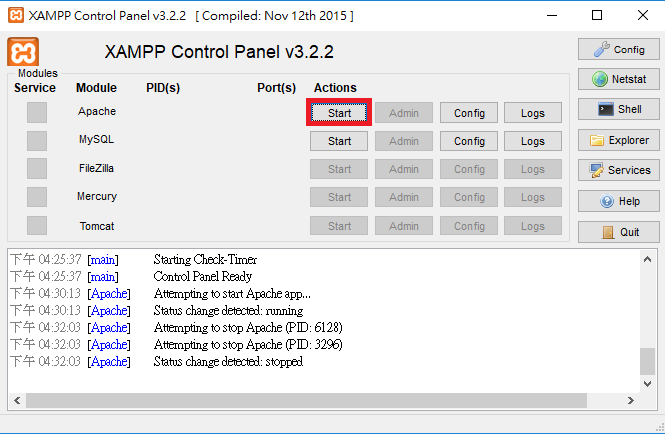 XAMPP Control Panel v3.2.2 [ Compiled: Nov 12th 2015 ]
XAMPP Control Panel v3.2.2
Config
Modules
Service Module PID(s) Port(s) Actions
Netstat
Apache Start Admin Config Logs
Shell
MySQL Start Admin Config Logs
Explorer
FileZilla Start Admin Config Logs
Services
Mercury Start Admin Config Logs
Help
Tomcat Start Admin Config Logs
Quit
下午 04:25:37 [main] Starting Check-Timer
下午 04:25:37 [main] Control Panel Ready
下午 04:30:13 [Apache] Attempting to start Apache app...
下午 04:30:13 [Apache] Status change detected: running
下午 04:32:03 [Apache] Attempting to stop Apache (PID: 6128)
下午 04:32:03 [Apache] Attempting to stop Apache (PID: 3296)
下午 04:32:03 [Apache] Status change detected: stopped